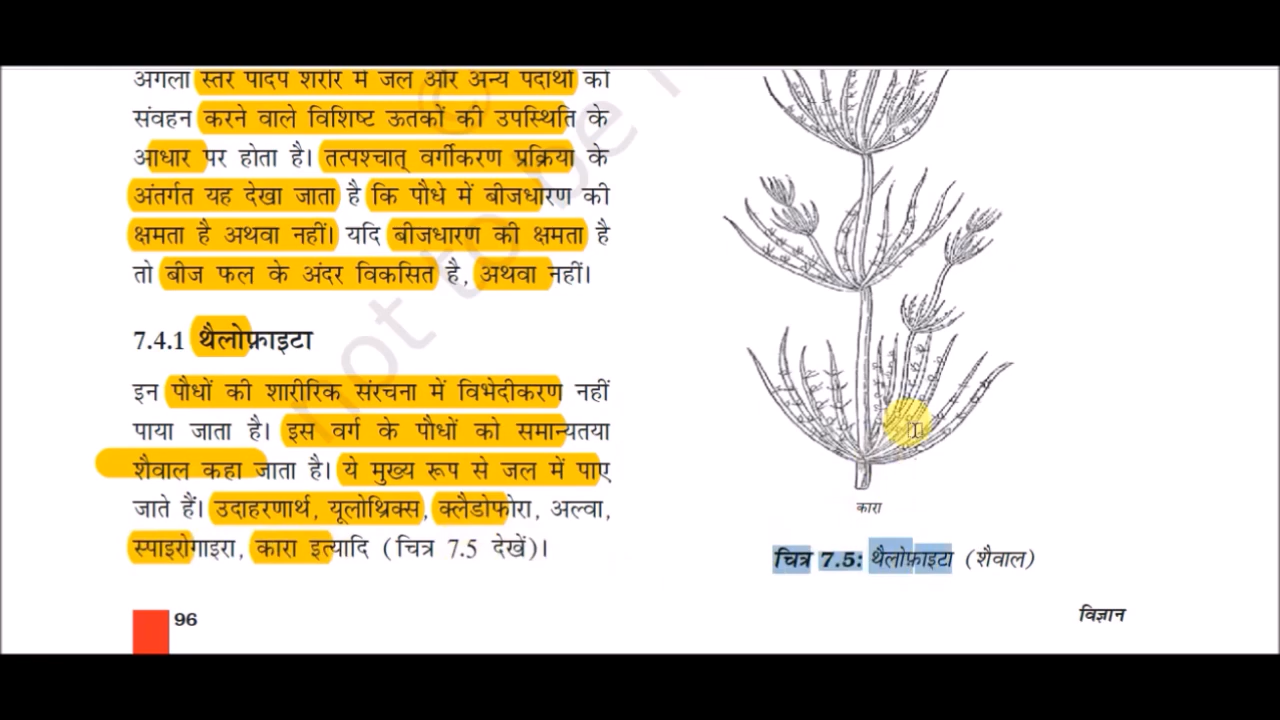 अगला स्तर पादप शरीर में जल और अन्य पदार्थों को
संवहन करने वाले विशिष्ट ऊतकों की उपस्थिति के
आधार पर होता है। तत्पश्चात् वर्गीकरण प्रक्रिया के
अंतर्गत यह देखा जाता है कि पौधे में बीजधारण की
क्षमता है अथवा नहीं। यदि बीजधारण की क्षमता है
तो बीज फल के अंदर विकसित है, अथवा नहीं।
7.4.1 थैलोफ़ाइटा
इन पौधों की शारीरिक संरचना में विभेदीकरण नहीं
पाया जाता है। इस वर्ग के पौधों को समान्यतया
शैवाल कहा जाता है। ये मुख्य रूप से जल में पाए
जाते हैं। उदाहरणार्थ, यूलोथ्रिक्स, क्लैडोफोरा, अल्वा,
स्पाइरोगाइरा, कारा इत्यादि (चित्र 7.5 देखें)।
96
कारा
चित्र 7.5: थैलोफ़ाइटा (शैवाल)
विज्ञान
not to be